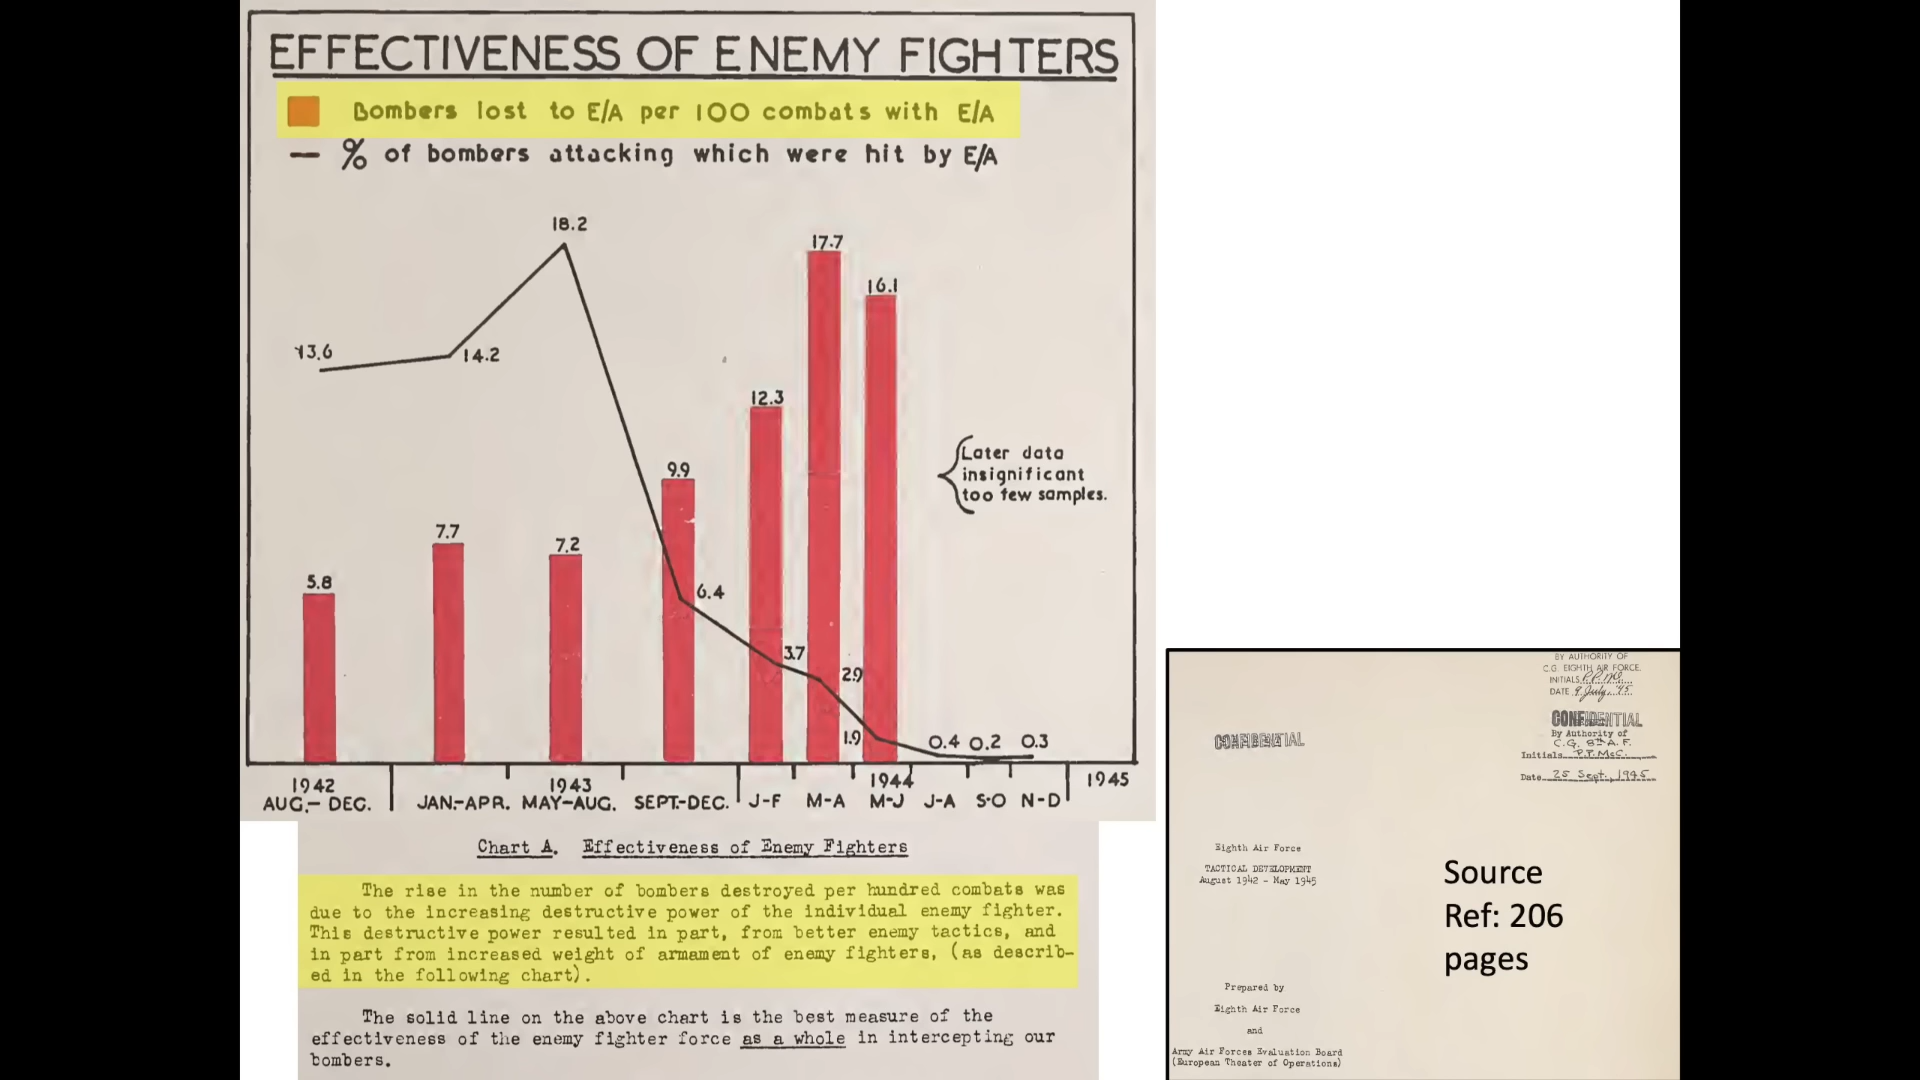 EFFECTIVENESS OF ENEMY FIGHTERS
Bombers lost to E/A per 100 combats with E/A
— % of bombers attacking which were hit by E/A
18.2
17.7
16.1
13.6
14.2
12.3
Later data
insignificant
too few samples.
9.9
7.7
7.2
5.8
6.4
3.7
2.9
1.9
0.4 0.2 0.3
1942 1943 1944 1945
AUG.- DEC. JAN.-APR. MAY-AUG. SEPT.-DEC. J-F M-A M-J J-A S-O N-D
Chart A. Effectiveness of Enemy Fighters
The rise in the number of bombers destroyed per hundred combats was
due to the increasing destructive power of the individual enemy fighter.
This destructive power resulted in part, from better enemy tactics, and
in part from increased weight of armament of enemy fighters, (as describ-
ed in the following chart).
The solid line on the above chart is the best measure of the
effectiveness of the enemy fighter force as a whole in intercepting our
bombers.
BY AUTHORITY OF
C.G. EIGHTH AIR FORCE.
INITIALS
DATE 9 July '45
CONFIDENTIAL
By Authority of
C.G. 8th A.F.
Initials P.T. McC.
Date 25 Sept., 1945
CONFIDENTIAL
Eighth Air Force
TACTICAL DEVELOPMENT
August 1942 - May 1945
Source
Ref: 206
pages
Prepared by
Eighth Air Force
and
Army Air Forces Evaluation Board
(European Theater of Operations)